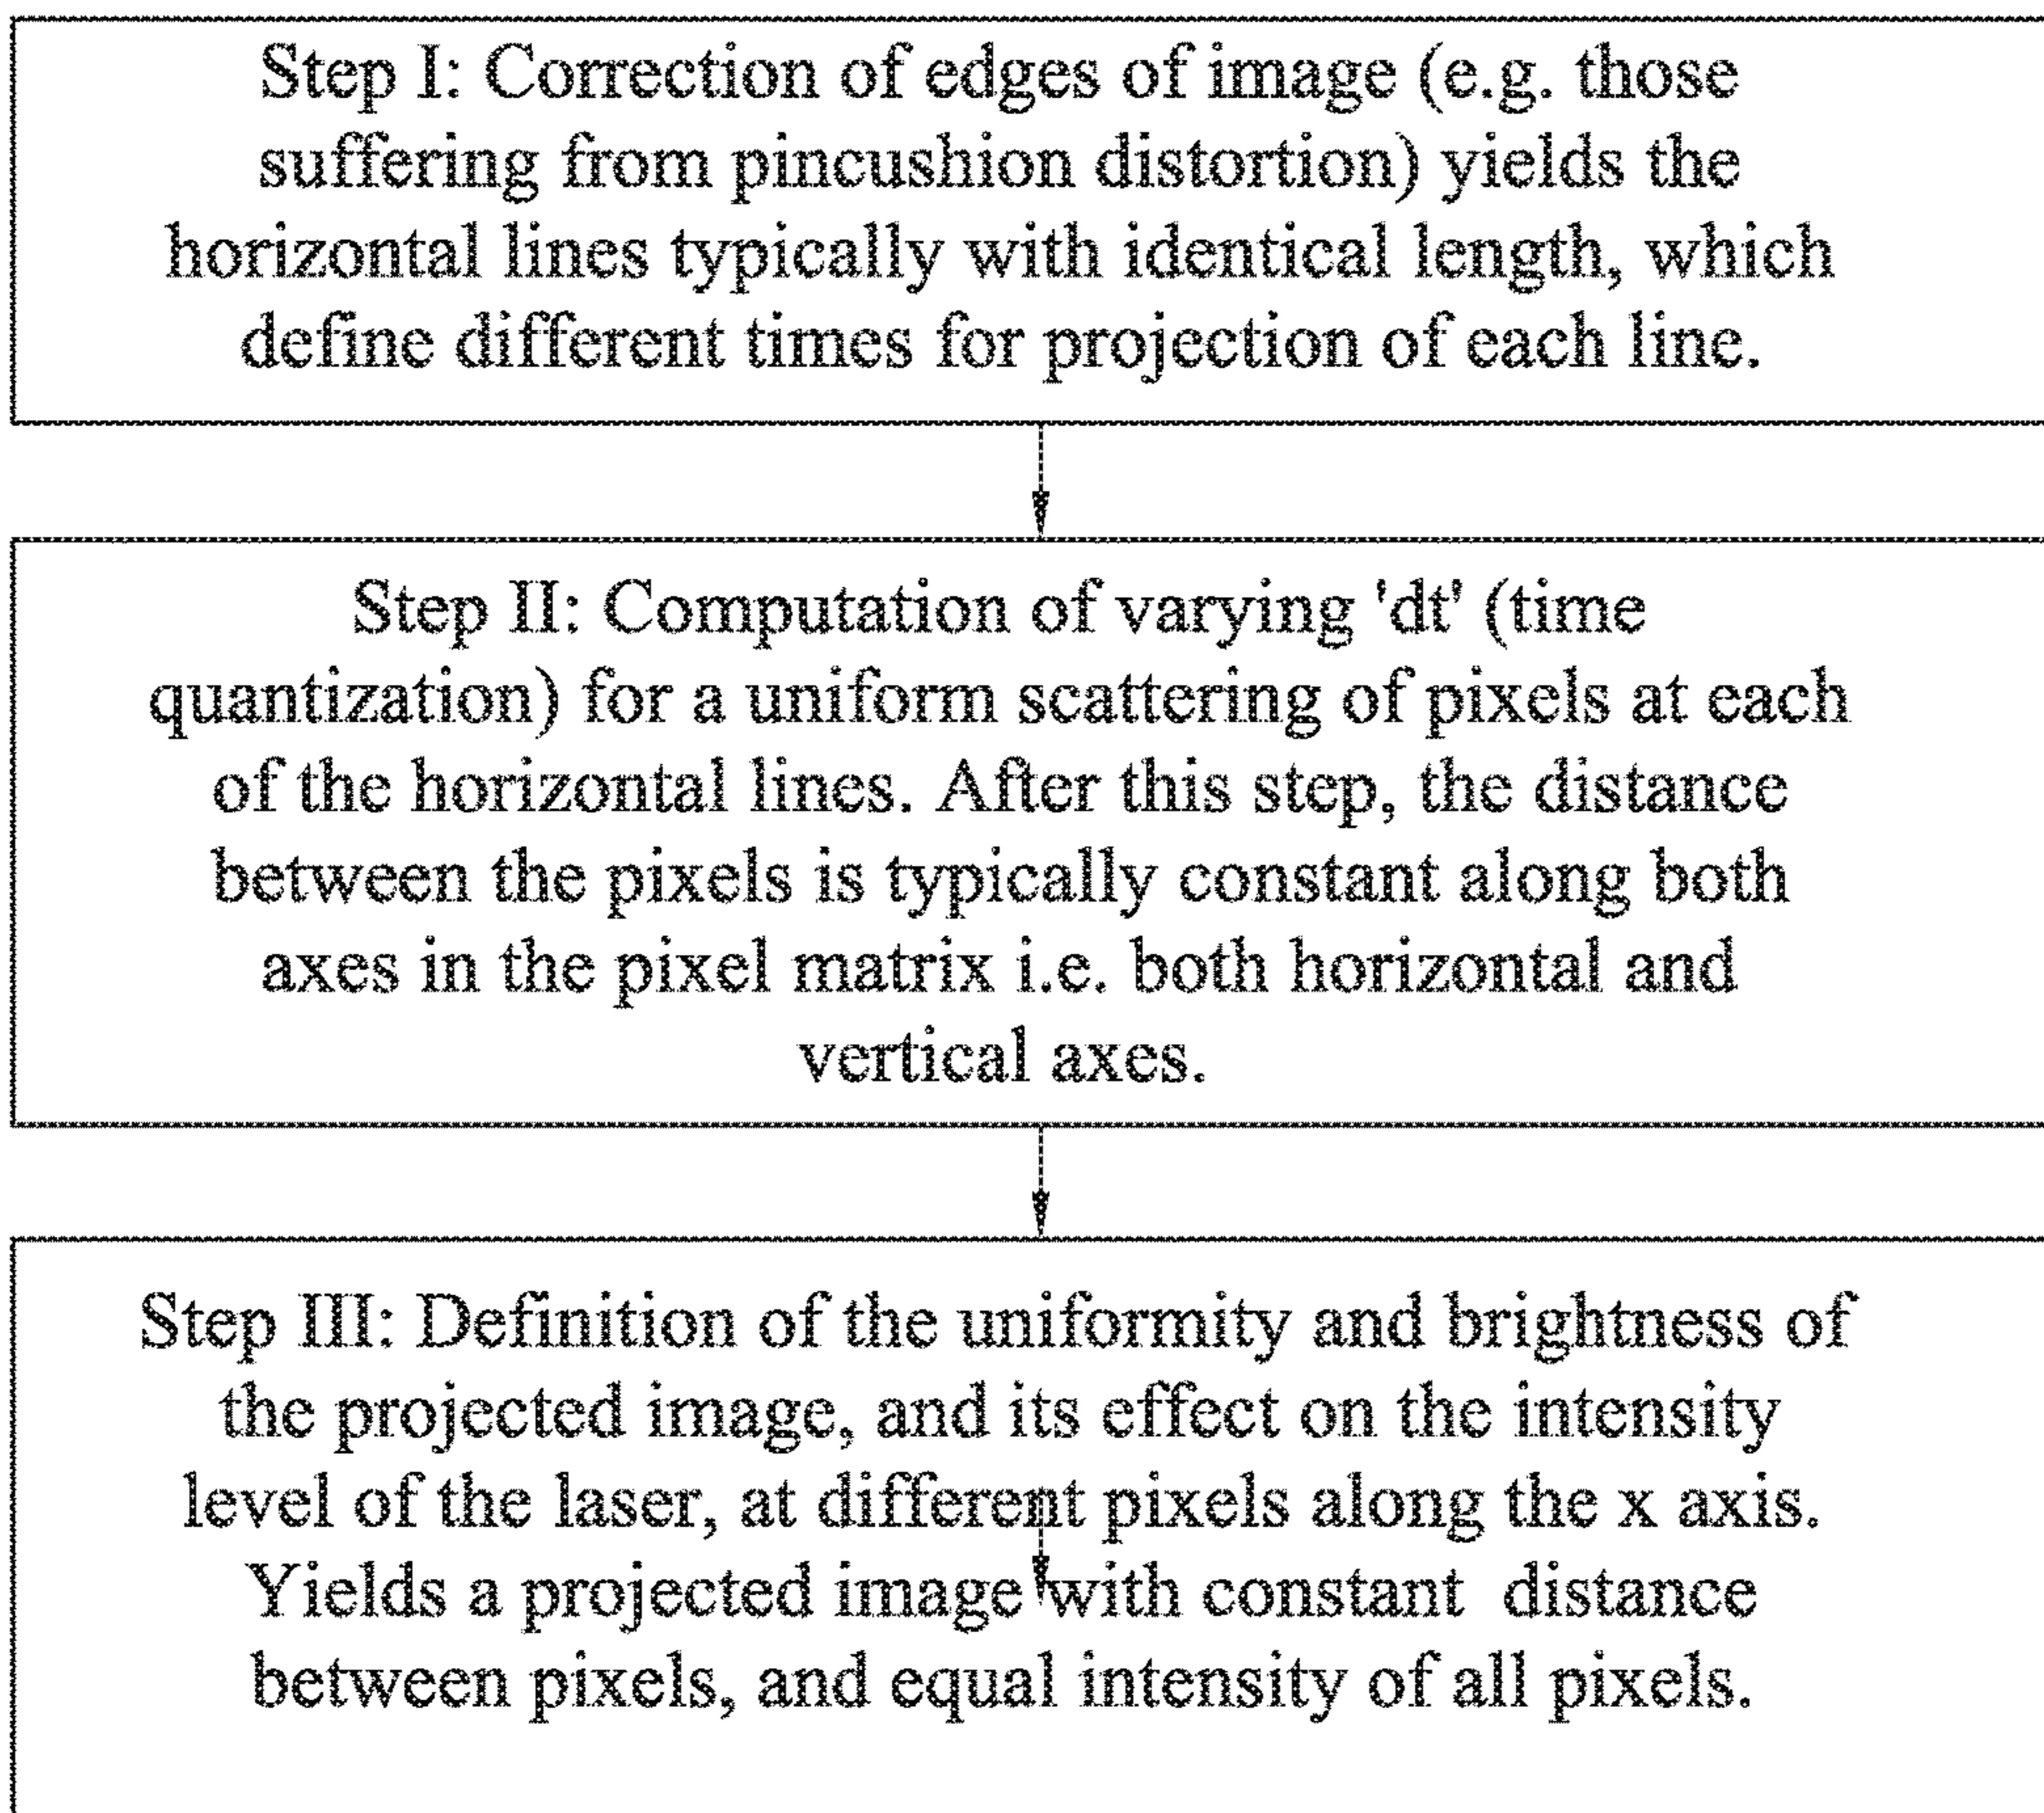 Step I: Correction of edges of image (e.g. those
suffering from pincushion distortion) yields the
horizontal lines typically with identical length, which
define different times for projection of each line.
Step II: Computation of varying 'dt' (time
quantization) for a uniform scattering of pixels at each
of the horizontal lines. After this step, the distance
between the pixels is typically constant along both
axes in the pixel matrix i.e. both horizontal and
vertical axes.
Step III: Definition of the uniformity and brightness of
the projected image, and its effect on the intensity
level of the laser, at different pixels along the x axis.
Yields a projected image with constant distance
between pixels, and equal intensity of all pixels.